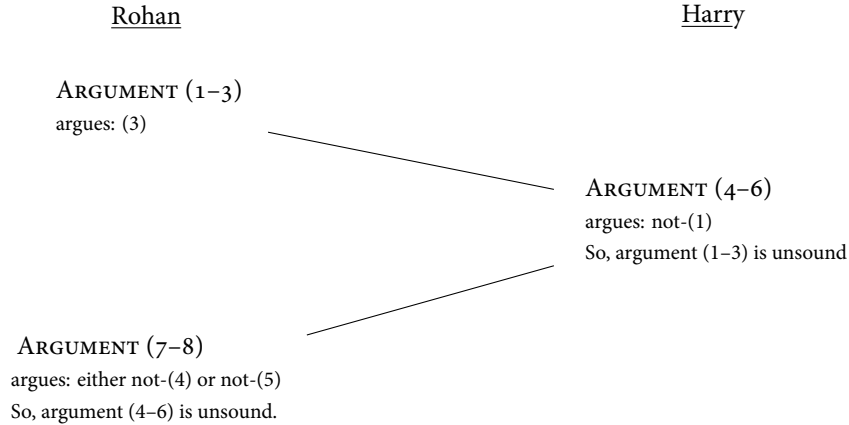 Rohan
Harry
Argument (1–3)
argues: (3)
Argument (4–6)
argues: not-(1)
So, argument (1–3) is unsound
Argument (7–8)
argues: either not-(4) or not-(5)
So, argument (4–6) is unsound.